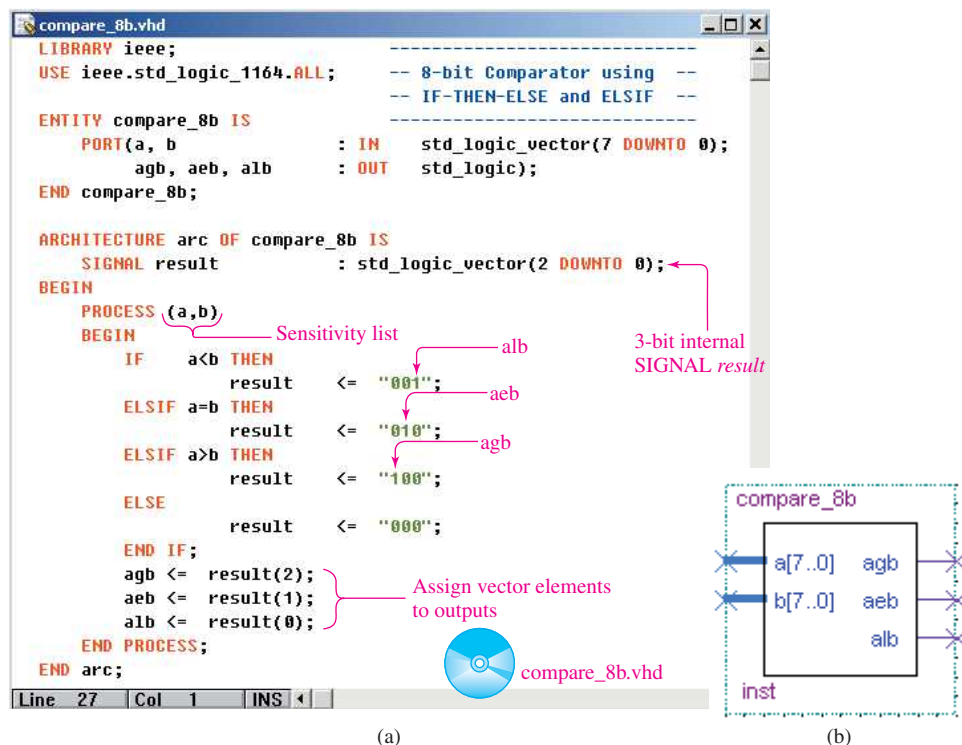 compare_8b.vhd
LIBRARY ieee; ------------------------------
USE ieee.std_logic_1164.ALL; -- 8-bit Comparator using --
-- IF-THEN-ELSE and ELSIF --
ENTITY compare_8b IS ------------------------------
PORT(a, b : IN std_logic_vector(7 DOWNTO 0);
agb, aeb, alb : OUT std_logic);
END compare_8b;
ARCHITECTURE arc OF compare_8b IS
SIGNAL result : std_logic_vector(2 DOWNTO 0);
BEGIN
PROCESS (a,b)
Sensitivity list
BEGIN
3-bit internal
SIGNAL result
alb
IF a<b THEN
result <= "001";
aeb
ELSIF a=b THEN
result <= "010";
agb
ELSIF a>b THEN
result <= "100";
ELSE
result <= "000";
END IF;
agb <= result(2);
aeb <= result(1);
alb <= result(0);
Assign vector elements
to outputs
END PROCESS;
END arc;
compare_8b.vhd
Line 27 Col 1 INS
(a)
compare_8b
a[7..0] agb
b[7..0] aeb
alb
inst
(b)